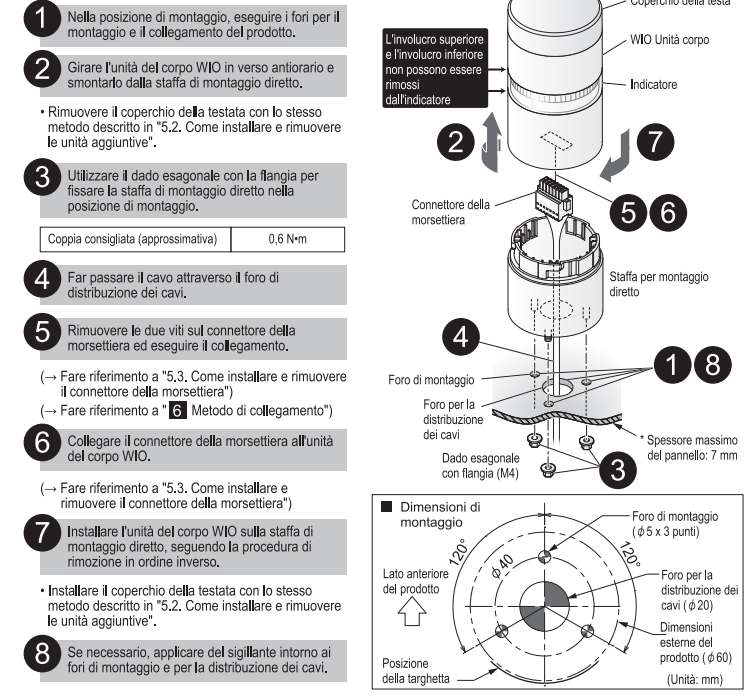 1 Nella posizione di montaggio, eseguire i fori per il
montaggio e il collegamento del prodotto.
2 Girare l'unità del corpo WIO in verso antiorario e
smontarlo dalla staffa di montaggio diretto.
• Rimuovere il coperchio della testata con lo stesso
metodo descritto in "5.2. Come installare e rimuovere
le unità aggiuntive".
3 Utilizzare il dado esagonale con la flangia per
fissare la staffa di montaggio diretto nella
posizione di montaggio.
Coppia consigliata (approssimativa) 0,6 N•m
4 Far passare il cavo attraverso il foro di
distribuzione dei cavi.
5 Rimuovere le due viti sul connettore della
morsettiera ed eseguire il collegamento.
(→ Fare riferimento a "5.3. Come installare e rimuovere
il connettore della morsettiera")
(→ Fare riferimento a " 6 Metodo di collegamento")
6 Collegare il connettore della morsettiera all'unità
del corpo WIO.
(→ Fare riferimento a "5.3. Come installare e
rimuovere il connettore della morsettiera")
7 Installare l'unità del corpo WIO sulla staffa di
montaggio diretto, seguendo la procedura di
rimozione in ordine inverso.
• Installare il coperchio della testata con lo stesso
metodo descritto in "5.2. Come installare e rimuovere
le unità aggiuntive".
8 Se necessario, applicare del sigillante intorno ai
fori di montaggio e per la distribuzione dei cavi.
Coperchio della testa
WIO Unità corpo
L'involucro superiore
e l'involucro inferiore
non possono essere
rimossi
dall'indicatore
Indicatore
2
7
Connettore della
morsettiera
5 6
Staffa per montaggio
diretto
4
1 8
Foro di montaggio
Foro per la
distribuzione
dei cavi
* Spessore massimo
del pannello: 7 mm
Dado esagonale
con flangia (M4)
3
■ Dimensioni di
montaggio
Foro di montaggio
(ϕ5 x 3 punti)
120°
120°
ϕ40
Lato anteriore
del prodotto
Foro per la
distribuzione dei
cavi (ϕ20)
Dimensioni
esterne del
prodotto (ϕ60)
Posizione
della targhetta
(Unità: mm)